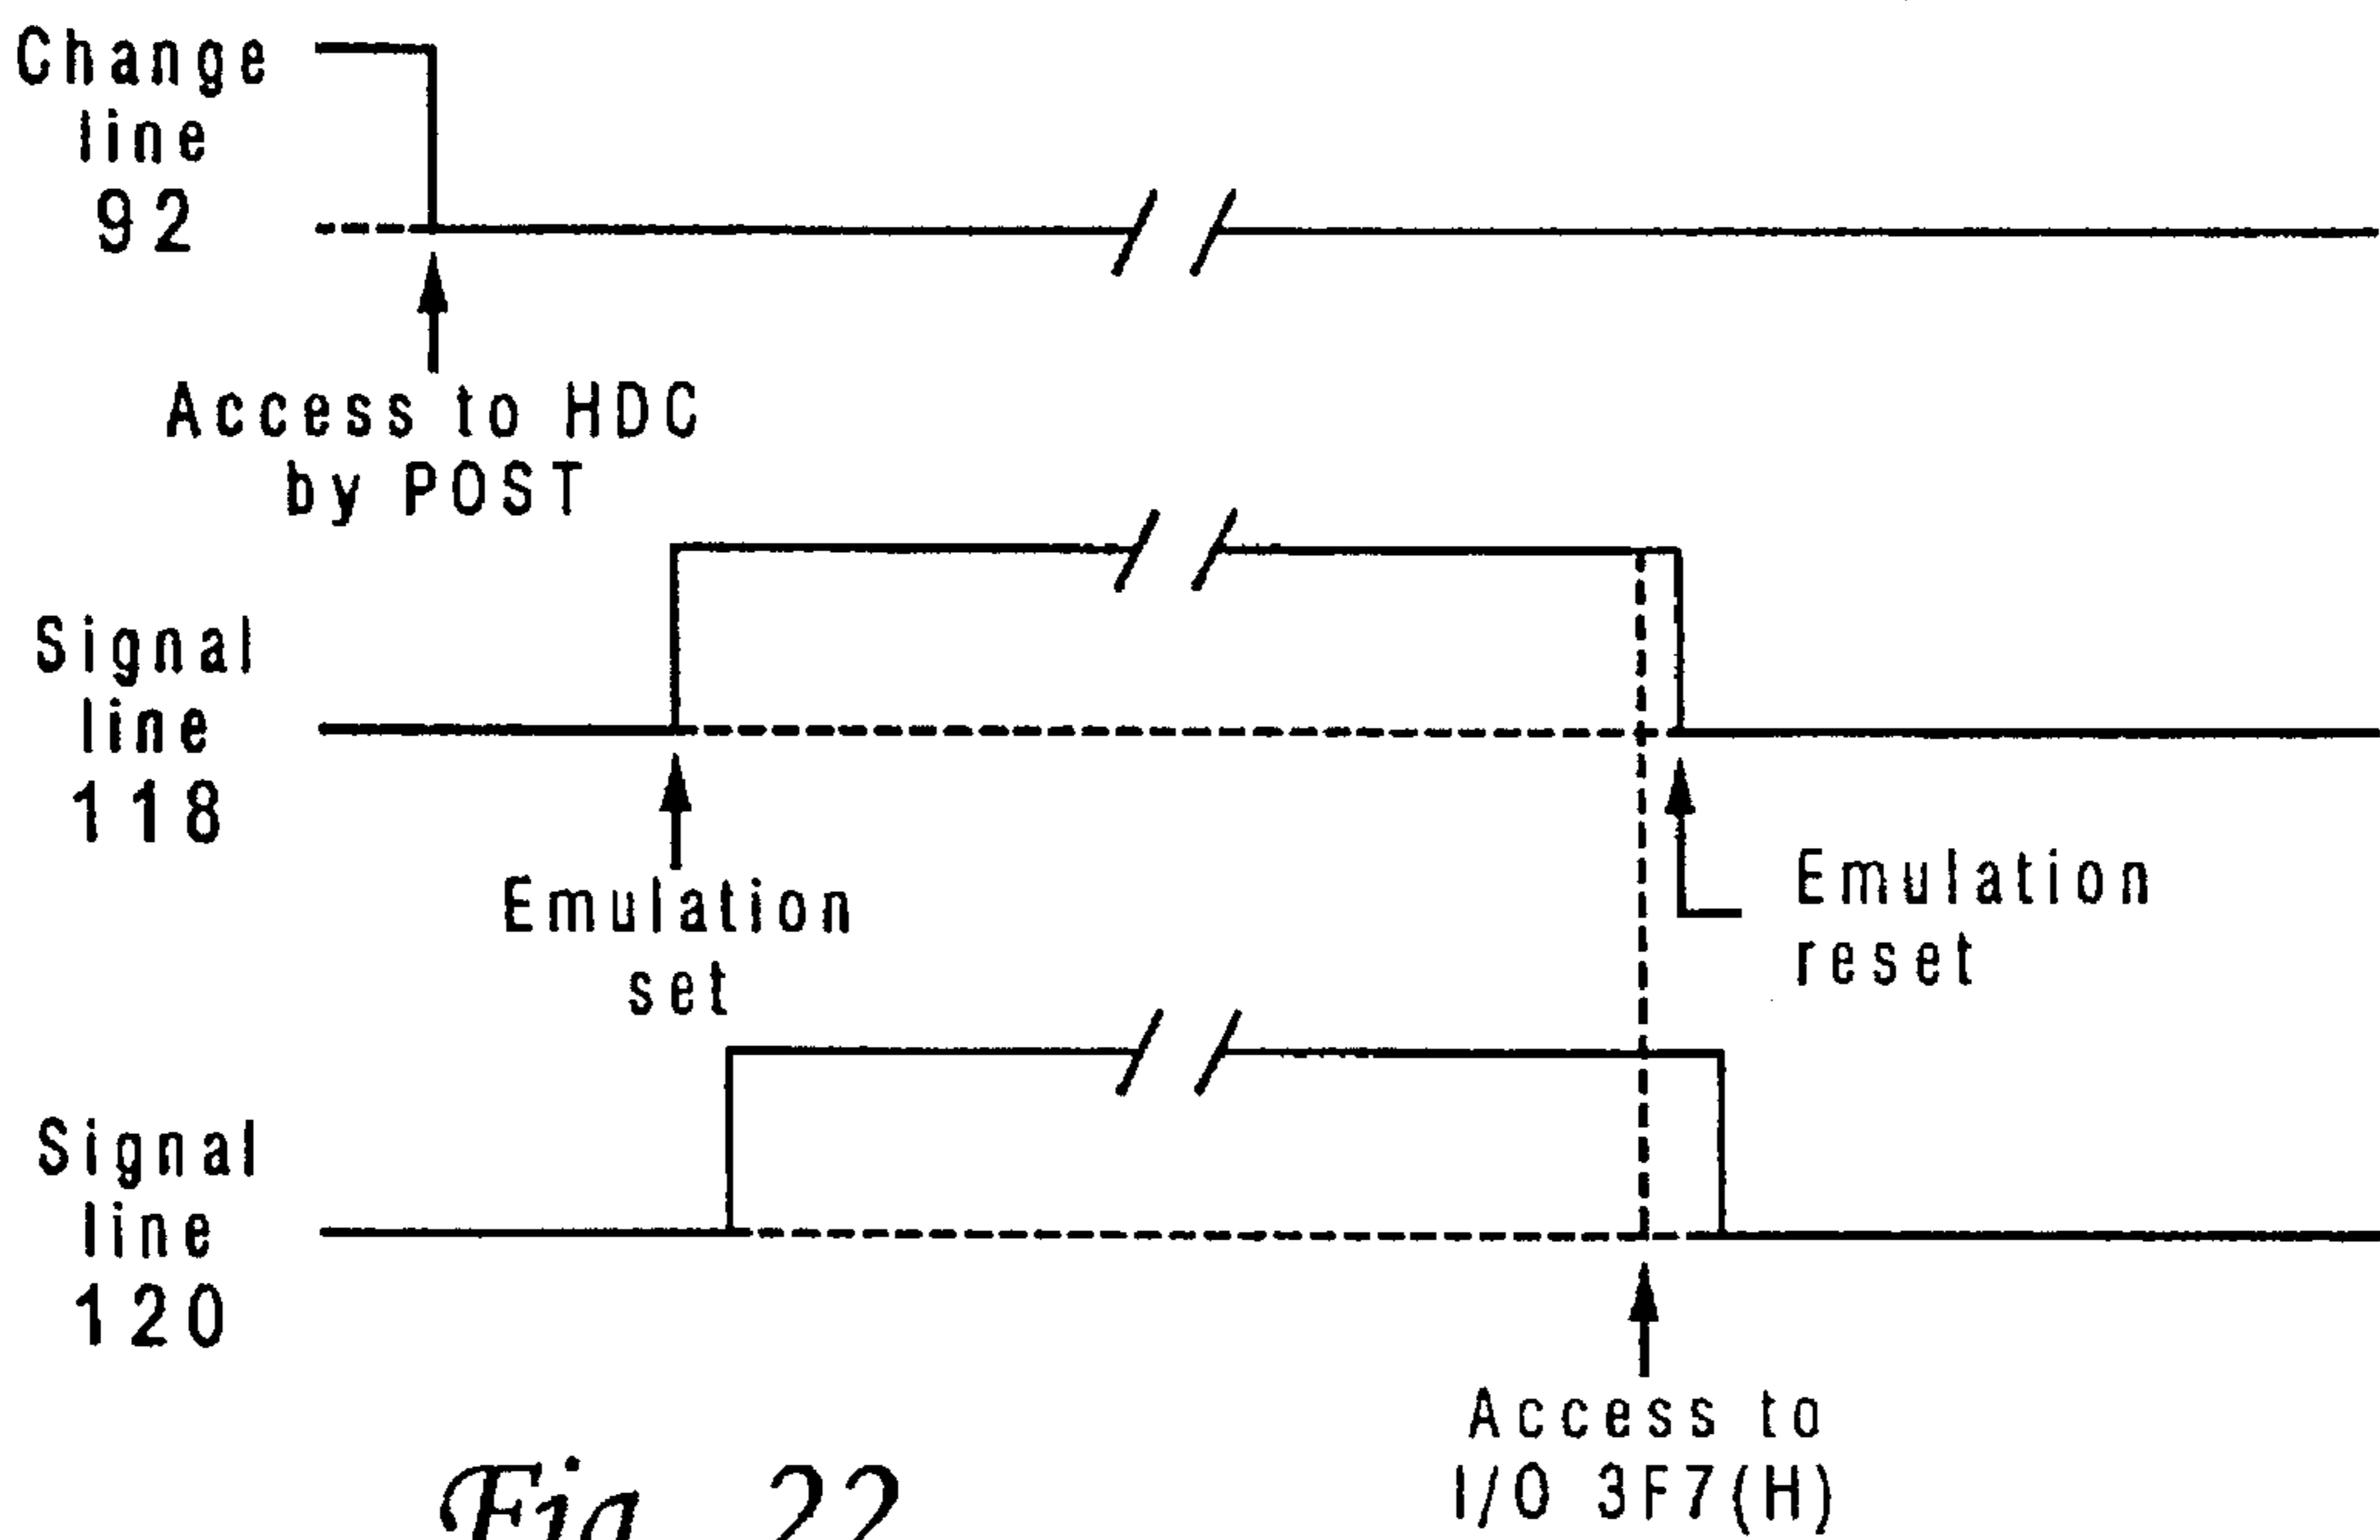 Change
line
92
Access to HDC
by POST
Signal
line
118
Emulation
set
Emulation
reset
Signal
line
120
Access to
I/O 3F7(H)
Fig. 22